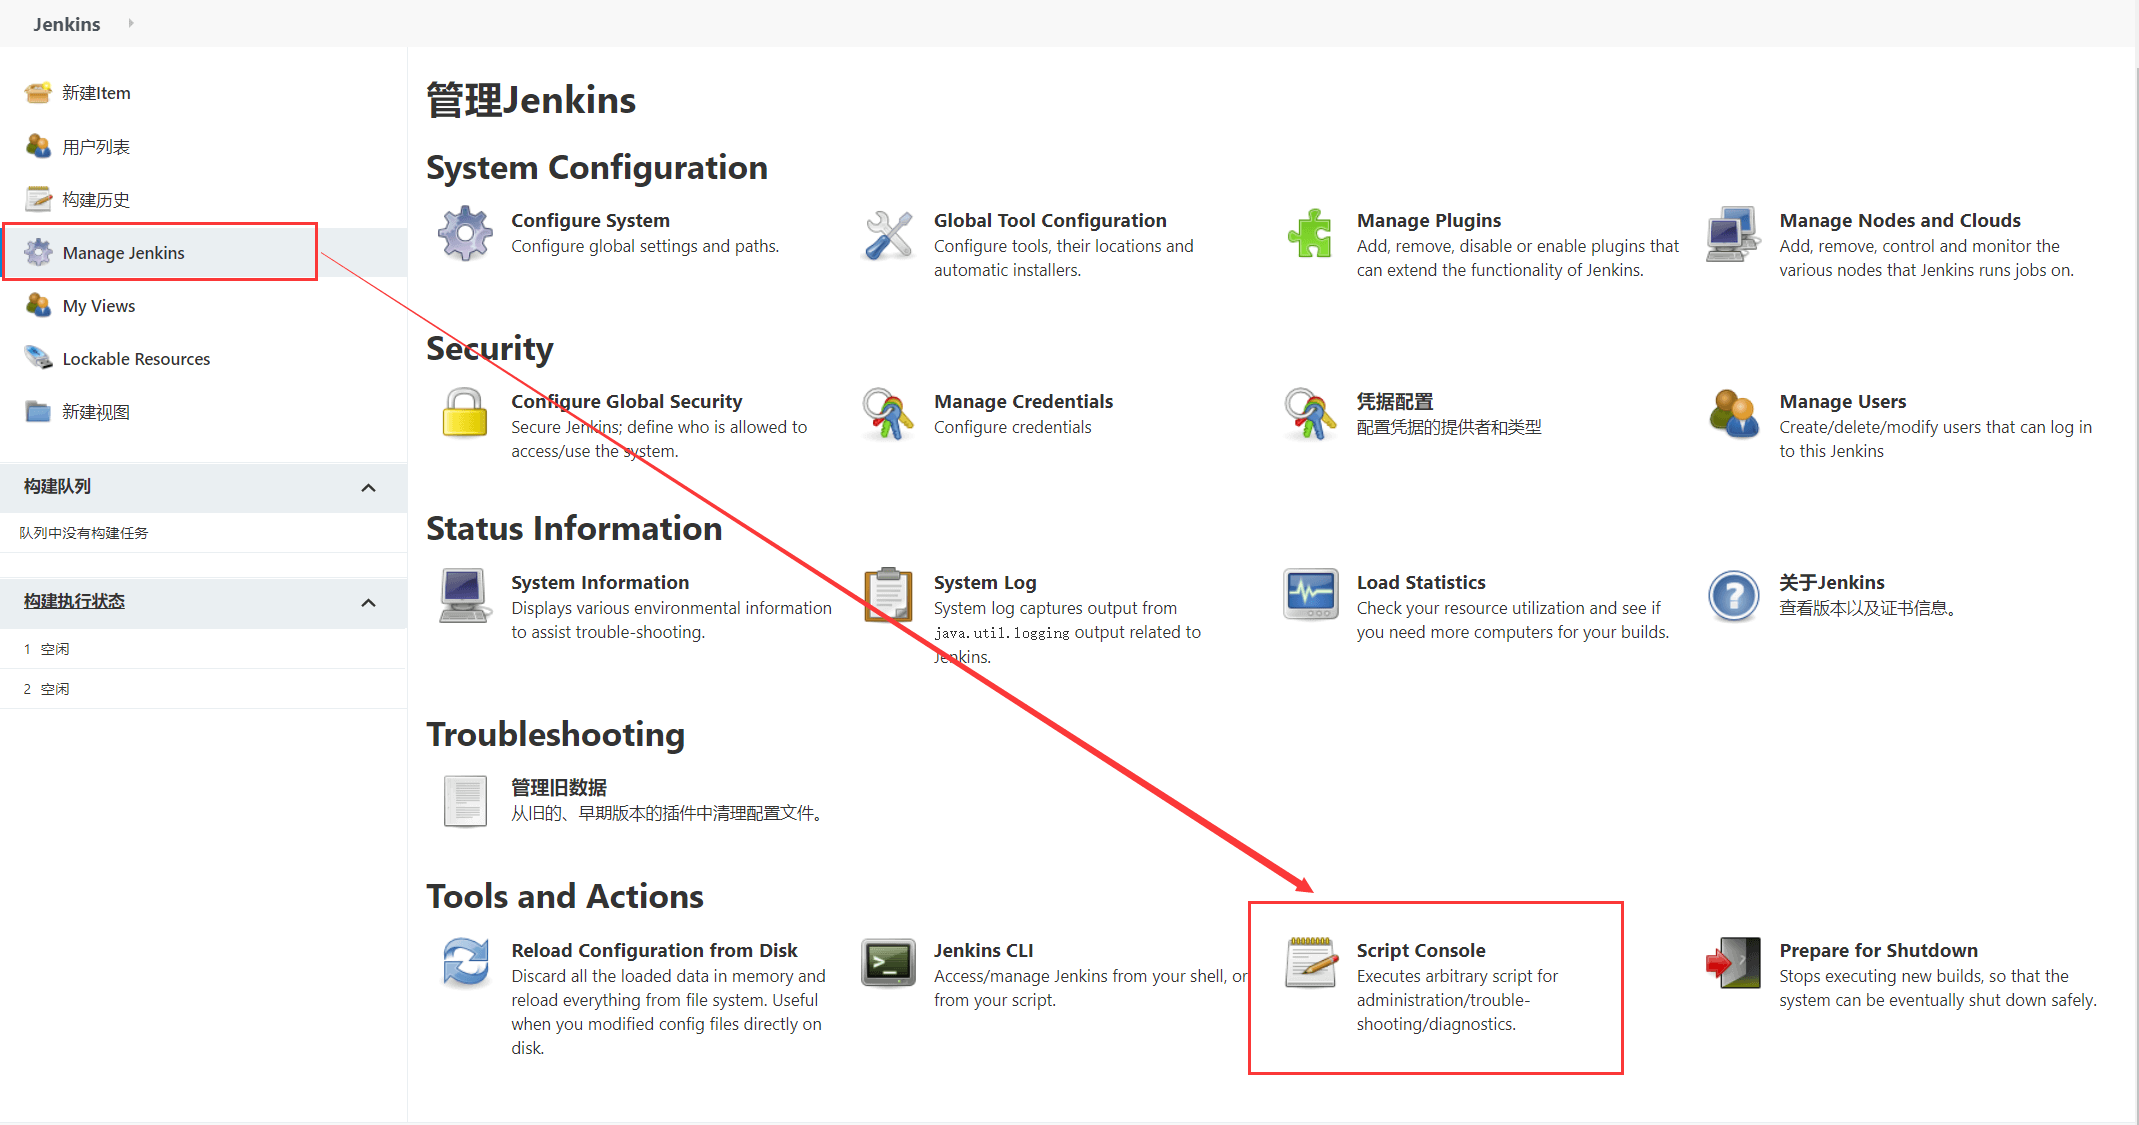 Jenkins
新建Item
用户列表
构建历史
Manage Jenkins
My Views
Lockable Resources
新建视图
构建队列
队列中没有构建任务
构建执行状态
1 空闲
2 空闲
管理Jenkins
System Configuration
Configure System
Configure global settings and paths.
Global Tool Configuration
Configure tools, their locations and
automatic installers.
Manage Plugins
Add, remove, disable or enable plugins that
can extend the functionality of Jenkins.
Manage Nodes and Clouds
Add, remove, control and monitor the
various nodes that Jenkins runs jobs on.
Security
Configure Global Security
Secure Jenkins; define who is allowed to
access/use the system.
Manage Credentials
Configure credentials
凭据配置
配置凭据的提供者和类型
Manage Users
Create/delete/modify users that can log in
to this Jenkins
Status Information
System Information
Displays various environmental information
to assist trouble-shooting.
System Log
System log captures output from
java.util.logging output related to
Jenkins.
Load Statistics
Check your resource utilization and see if
you need more computers for your builds.
关于Jenkins
查看版本以及证书信息。
Troubleshooting
管理旧数据
从旧的、早期版本的插件中清理配置文件。
Tools and Actions
Reload Configuration from Disk
Discard all the loaded data in memory and
reload everything from file system. Useful
when you modified config files directly on
disk.
Jenkins CLI
Access/manage Jenkins from your shell, or
from your script.
Script Console
Executes arbitrary script for
administration/trouble-
shooting/diagnostics.
Prepare for Shutdown
Stops executing new builds, so that the
system can be eventually shut down safely.